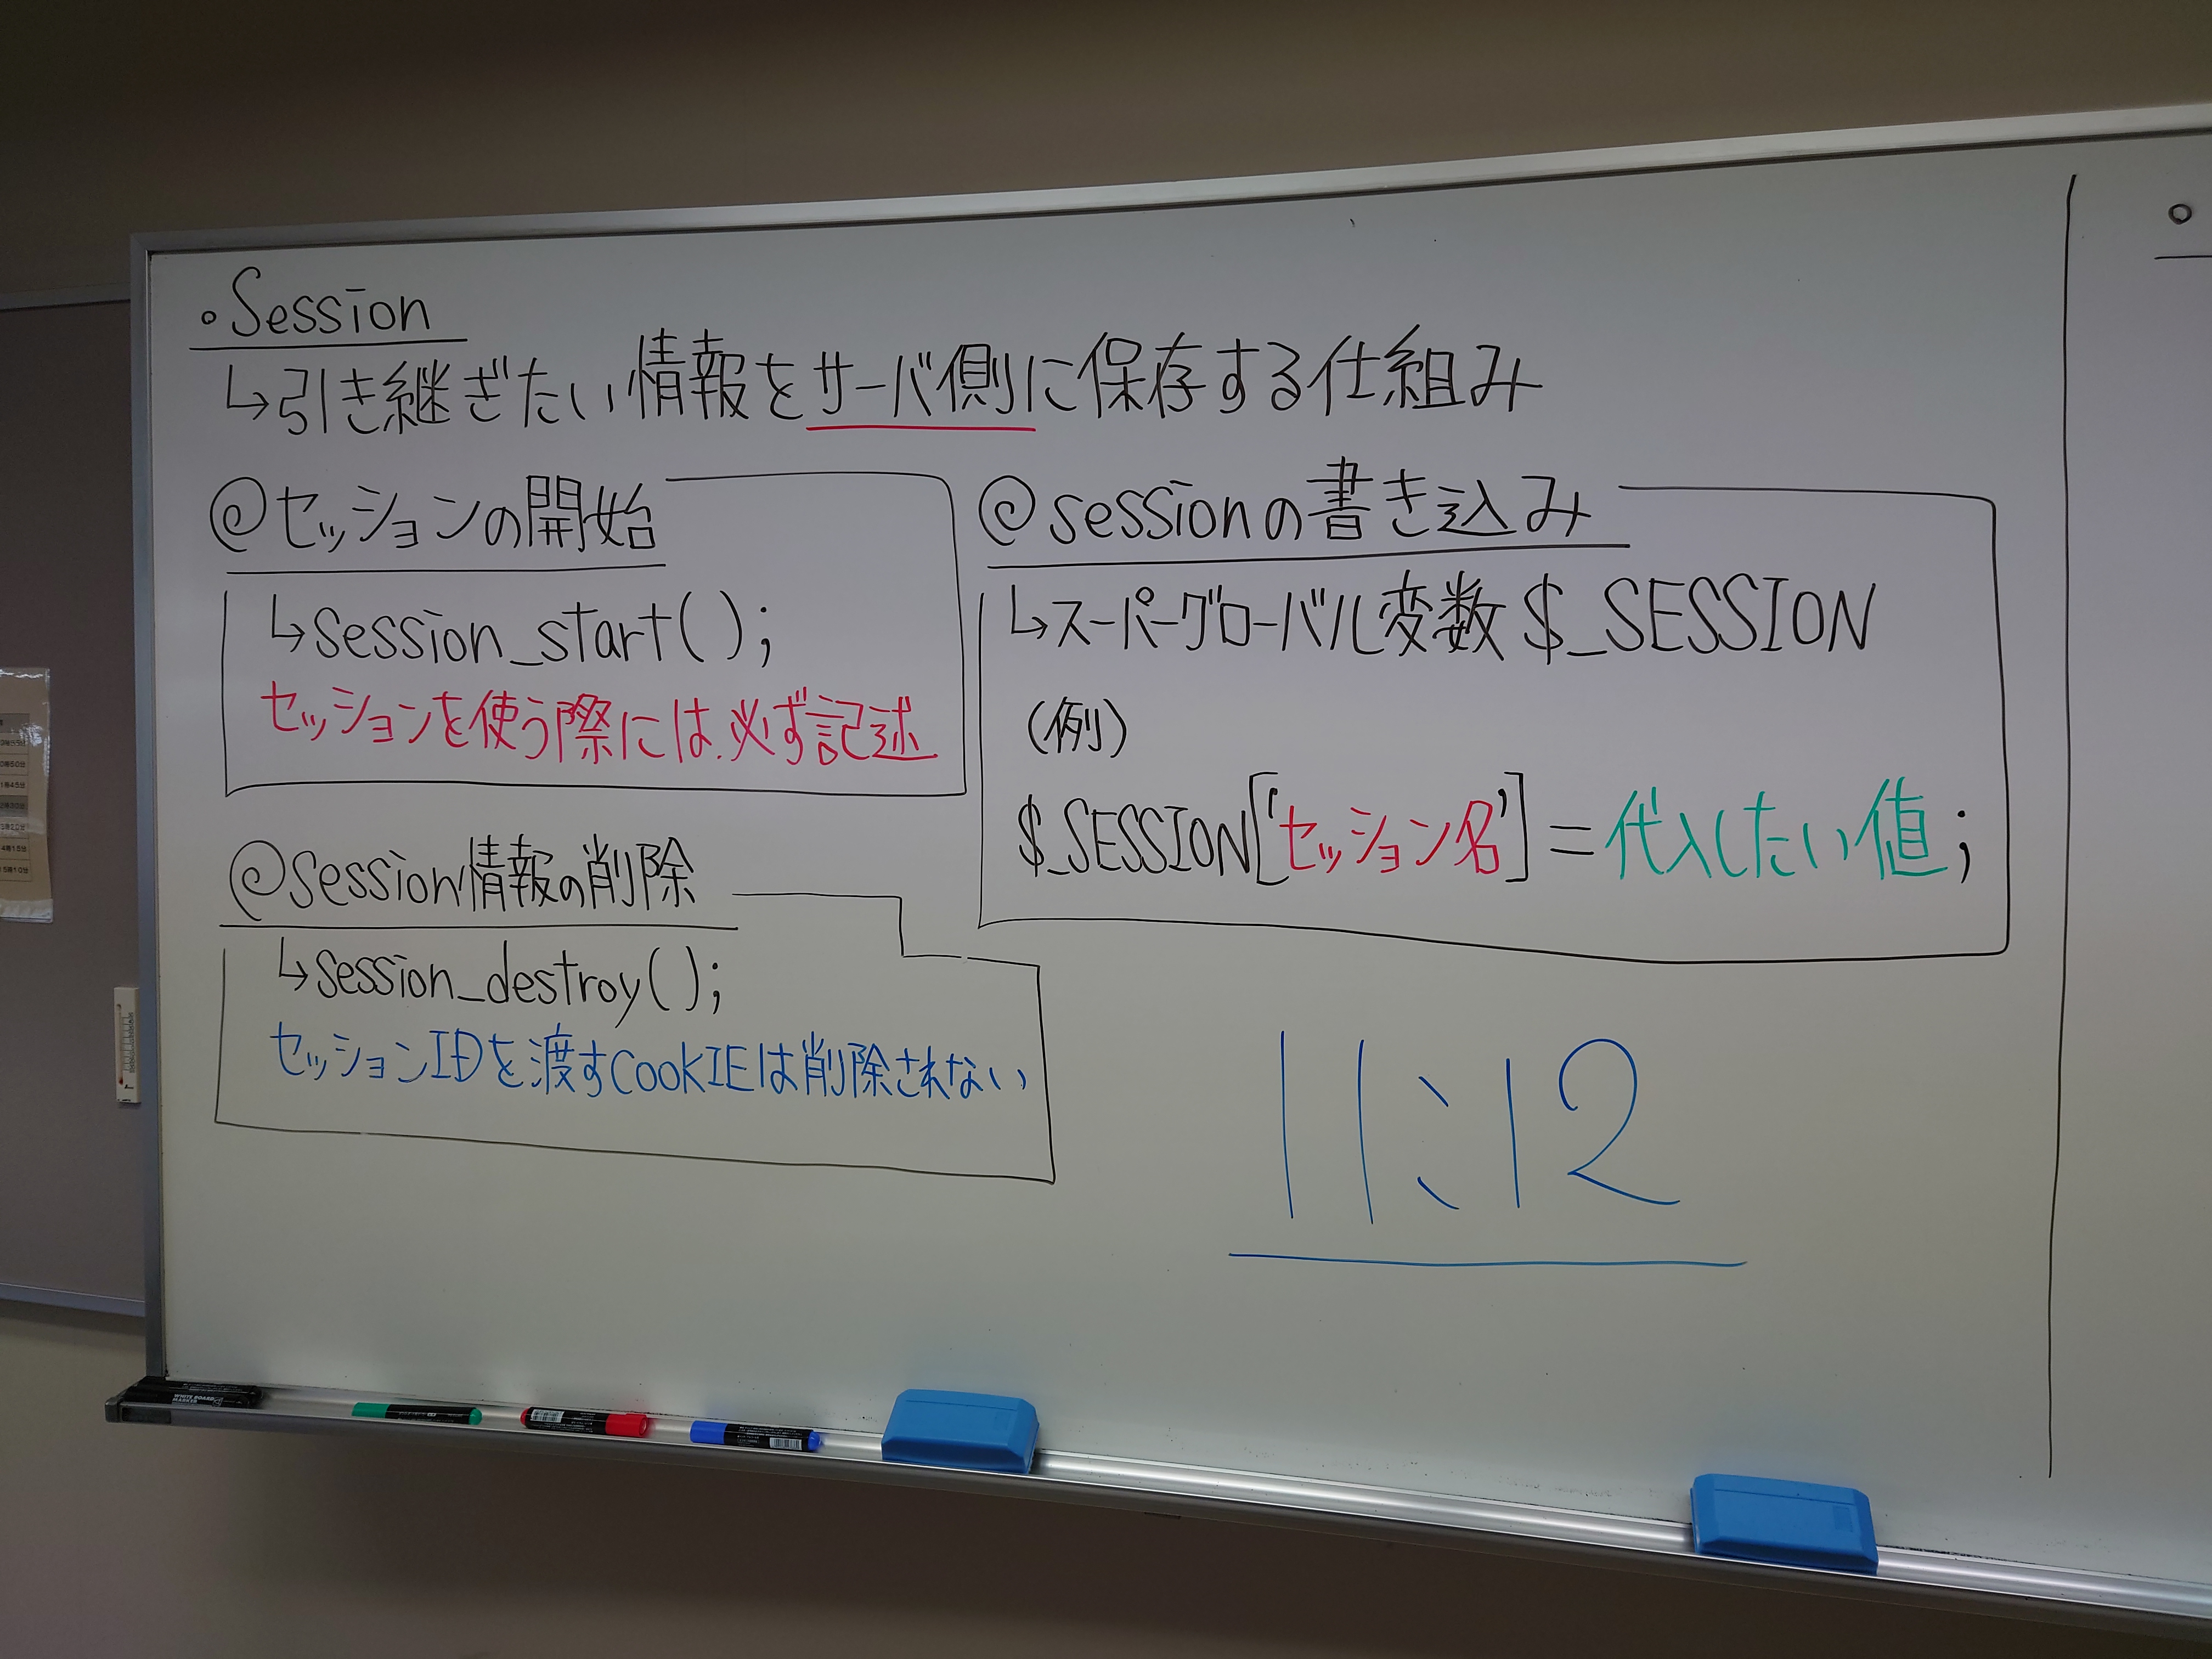 。Session
↳引き継ぎたい情報をサーバ側に保存する仕組み
@セッションの開始
↳session_start();
セッションを使う際には必ず記述
@sessionの書き込み
↳スーパーグローバル変数 $_SESSION
(例)
$_SESSION['セッション名'] = 代入したい値;
@session情報の削除
↳session_destroy();
セッションIDを渡すCOOKIEは削除されない
11:12
WHITE BOARD
MARKER